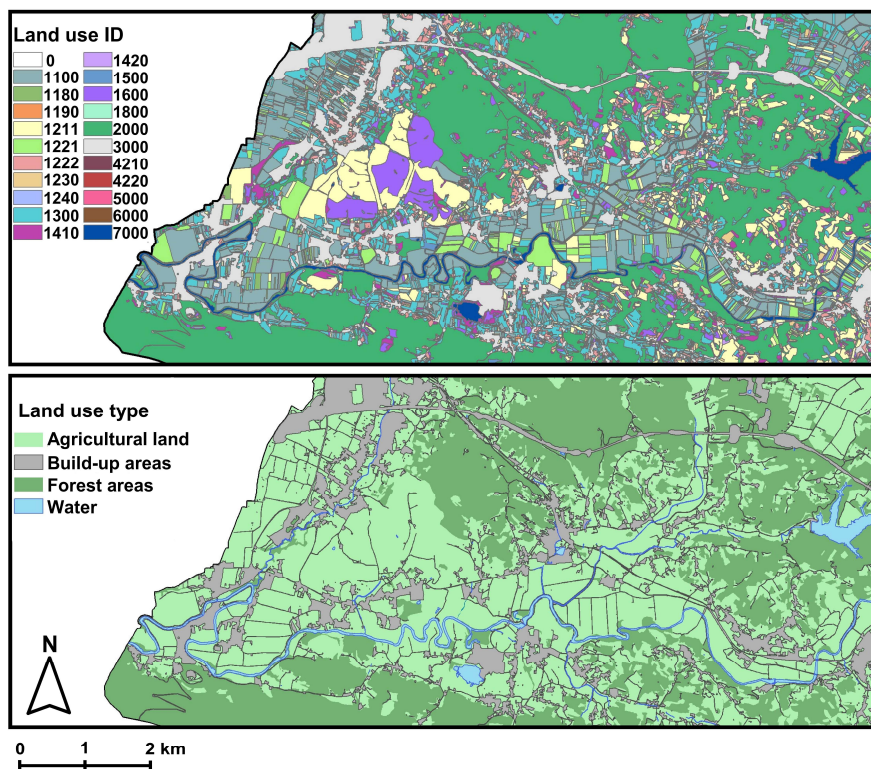 Land use ID
0 1420
1100 1500
1180 1600
1190 1800
1211 2000
1221 3000
1222 4210
1230 4220
1240 5000
1300 6000
1410 7000
Land use type
Agricultural land
Build-up areas
Forest areas
Water
N
0 1 2 km